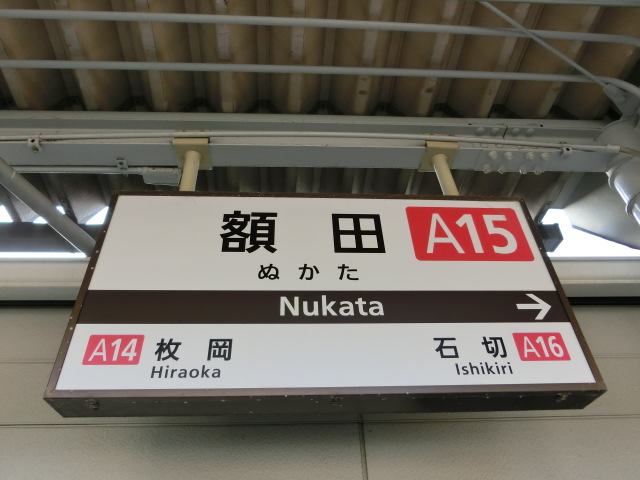 額田 A15
ぬかた
Nukata →
A14 枚岡 石切 A16
Hiraoka Ishikiri